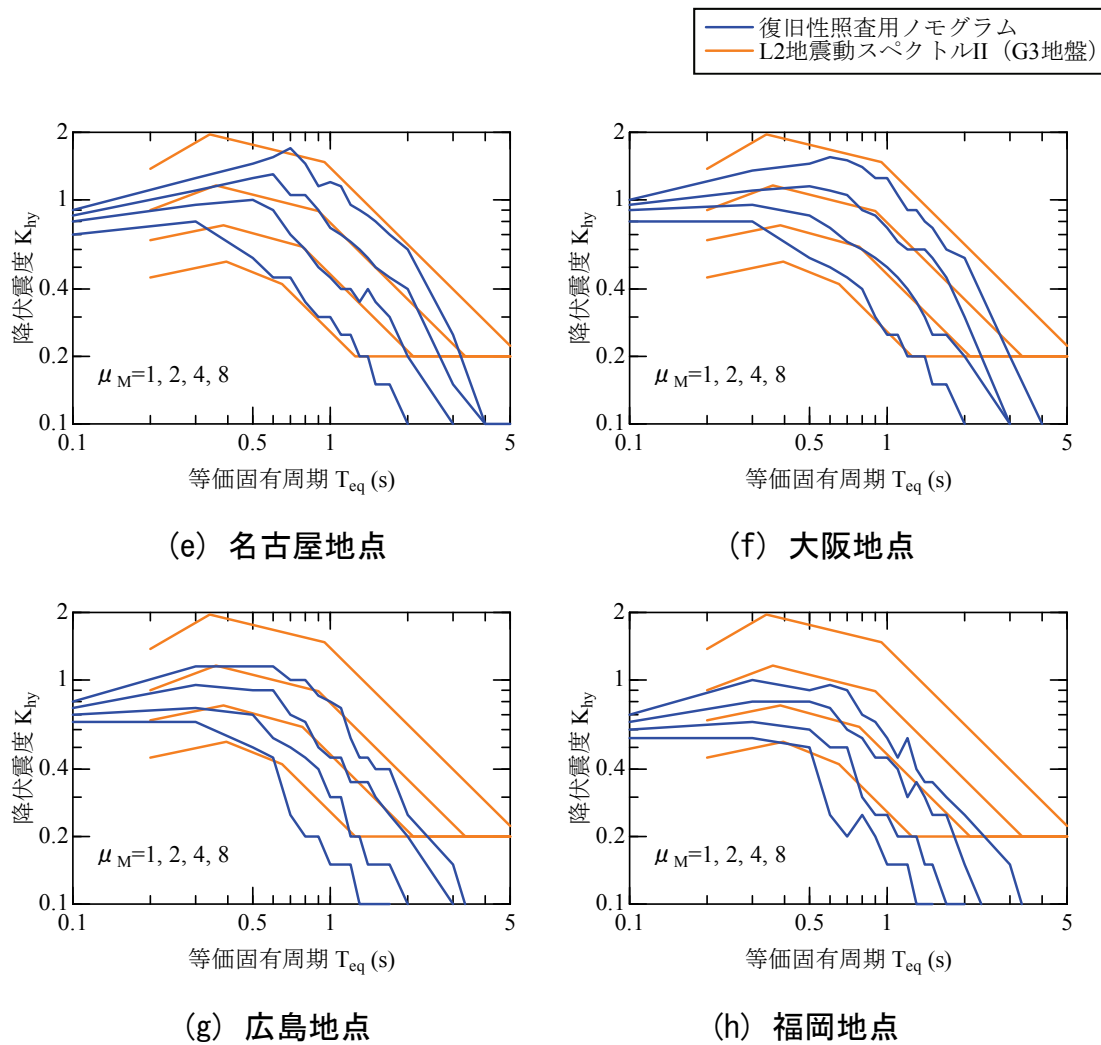 復旧性照査用ノモグラム
L2地震動スペクトルII（G3地盤）
2
1
0.4
0.2
0.1
降伏震度 Khy
μM=1, 2, 4, 8
0.1 0.5 1 5
等価固有周期 Teq (s)
(e) 名古屋地点
2
1
0.4
0.2
0.1
降伏震度 Khy
μM=1, 2, 4, 8
0.1 0.5 1 5
等価固有周期 Teq (s)
(f) 大阪地点
2
1
0.4
0.2
0.1
降伏震度 Khy
μM=1, 2, 4, 8
0.1 0.5 1 5
等価固有周期 Teq (s)
(g) 広島地点
2
1
0.4
0.2
0.1
降伏震度 Khy
μM=1, 2, 4, 8
0.1 0.5 1 5
等価固有周期 Teq (s)
(h) 福岡地点